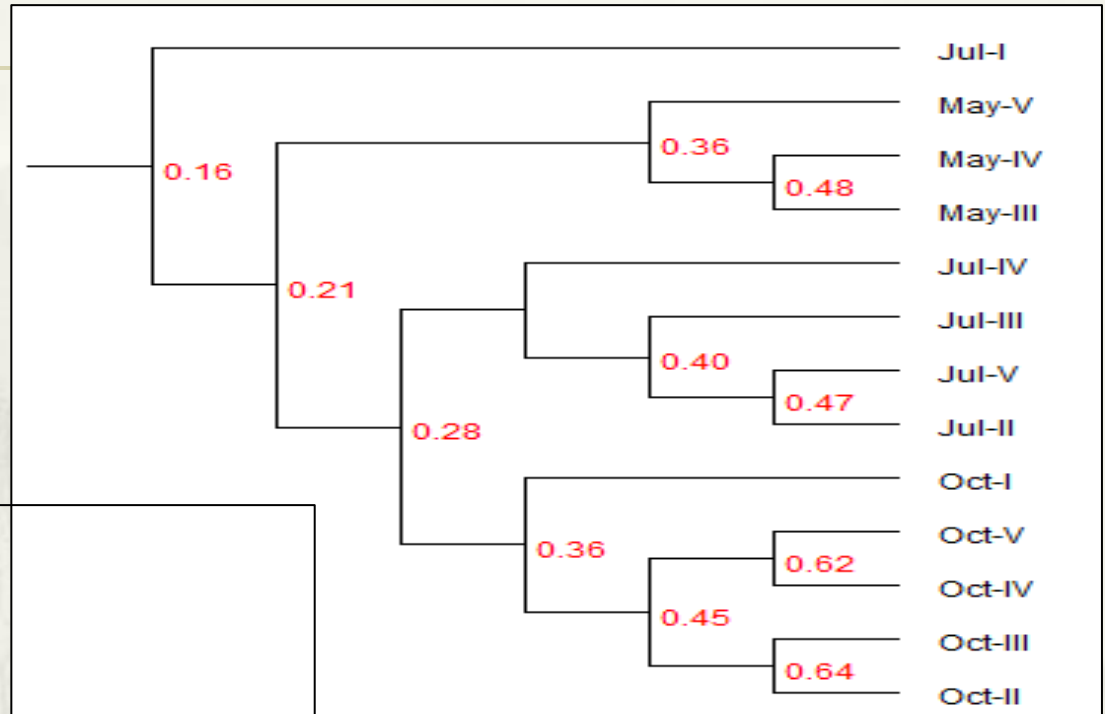 Jul-I
May-V
0.36
May-IV
0.16
0.48
May-III
Jul-IV
0.21
Jul-III
0.40
Jul-V
0.47
Jul-II
0.28
Oct-I
Oct-V
0.36
0.62
Oct-IV
0.45
Oct-III
0.64
Oct-II